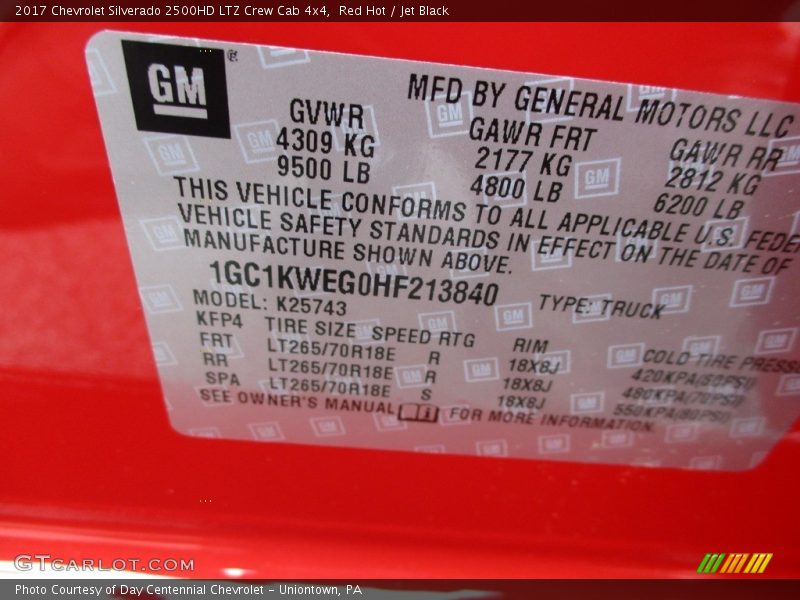 2017 Chevrolet Silverado 2500HD LTZ Crew Cab 4x4, Red Hot / Jet Black
GM
MFD BY GENERAL MOTORS LLC
GVWR GAWR FRT GAWR RR
4309 KG 2177 KG 2812 KG
9500 LB 4800 LB 6200 LB
THIS VEHICLE CONFORMS TO ALL APPLICABLE U.S. FEDE
VEHICLE SAFETY STANDARDS IN EFFECT ON THE DATE OF
MANUFACTURE SHOWN ABOVE.
1GC1KWEG0HF213840 TYPE: TRUCK
MODEL: K25743
KFP4 TIRE SIZE SPEED RTG RIM COLD TIRE PRESS
FRT LT265/70R18E R 18X8J 420KPA(60PSI)
RR LT265/70R18E R 18X8J 480KPA(70PSI)
SPA LT265/70R18E S 18X8J 550KPA(80PSI)
SEE OWNER'S MANUAL FOR MORE INFORMATION.
GTCARLOT.COM
Photo Courtesy of Day Centennial Chevrolet - Uniontown, PA